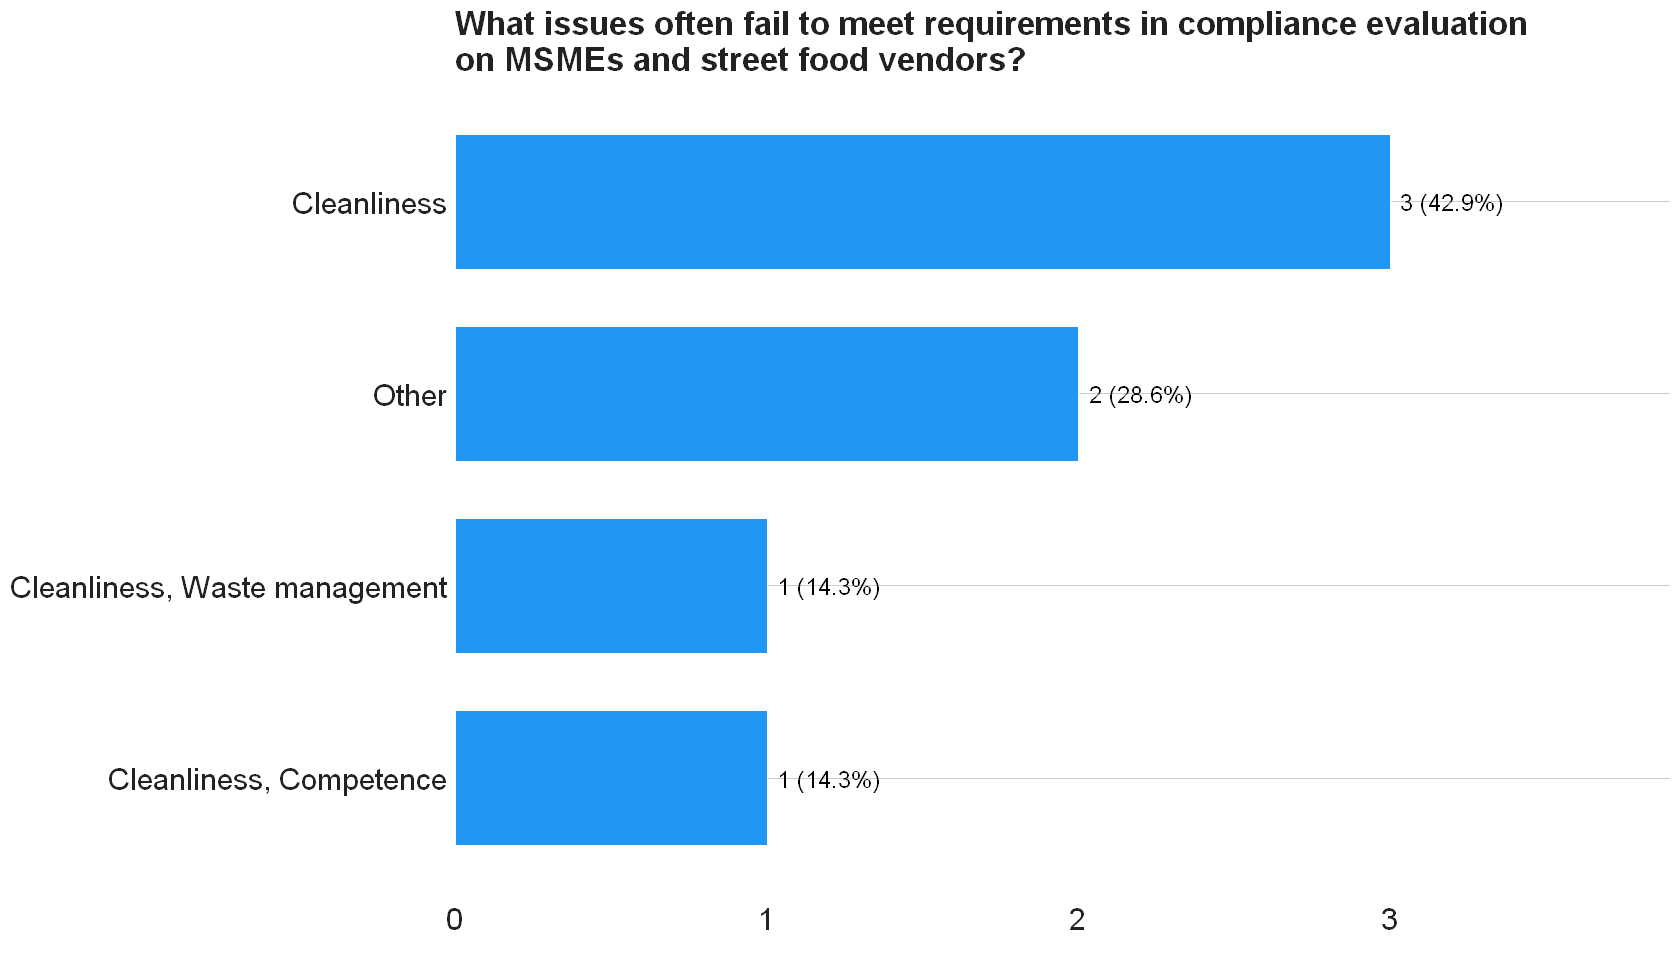 What issues often fail to meet requirements in compliance evaluation
on MSMEs and street food vendors?
Cleanliness
3 (42.9%)
Other
2 (28.6%)
Cleanliness, Waste management
1 (14.3%)
Cleanliness, Competence
1 (14.3%)
0 1 2 3